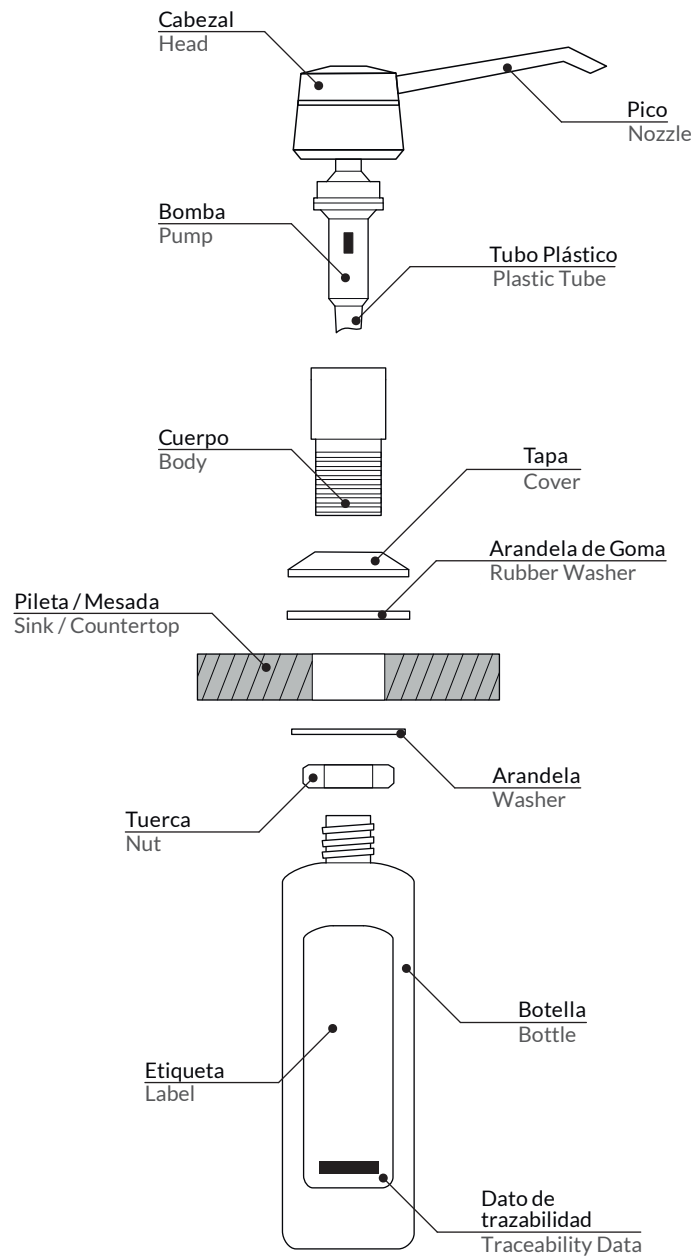 Cabezal
Head
Pico
Nozzle
Bomba
Pump
Tubo Plástico
Plastic Tube
Cuerpo
Body
Tapa
Cover
Arandela de Goma
Rubber Washer
Pileta / Mesada
Sink / Countertop
Arandela
Washer
Tuerca
Nut
Botella
Bottle
Etiqueta
Label
Dato de
trazabilidad
Traceability Data